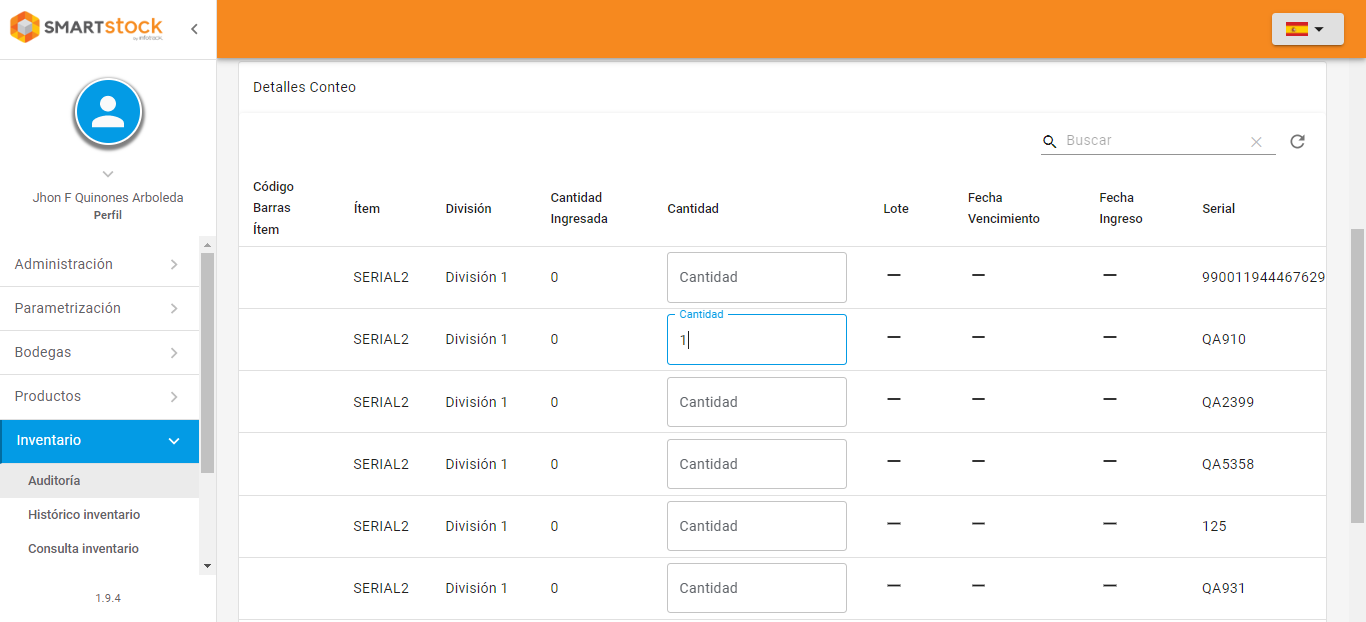 SMARTSTOCK
by infotrack
Jhon F Quinones Arboleda
Perfil
Administración
Parametrización
Bodegas
Productos
Inventario
Auditoría
Histórico inventario
Consulta inventario
1.9.4
Detalles Conteo
Buscar
Código Barras Ítem Ítem División Cantidad Ingresada Cantidad Lote Fecha Vencimiento Fecha Ingreso Serial
SERIAL2 División 1 0 Cantidad — — — 990011944467629
Cantidad
SERIAL2 División 1 0 1 — — — QA910
SERIAL2 División 1 0 Cantidad — — — QA2399
SERIAL2 División 1 0 Cantidad — — — QA5358
SERIAL2 División 1 0 Cantidad — — — 125
SERIAL2 División 1 0 Cantidad — — — QA931